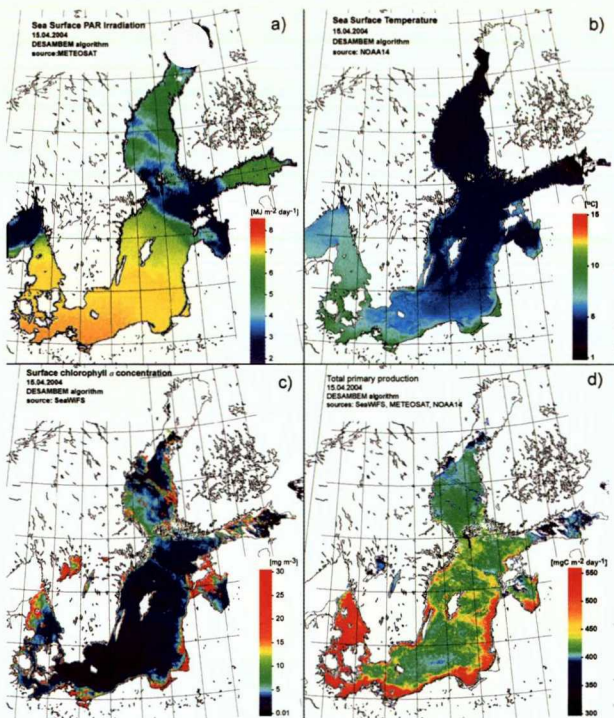 Sea Surface PAR Irradiation
15.04.2004
DESAMBEM algorithm
source:METEOSAT
a)
[MJ m-2 day-1]
8
7
6
5
4
3
2
Sea Surface Temperature
15.04.2004
DESAMBEM algorithm
source: NOAA14
b)
[°C]
15
10
5
1
Surface chlorophyll a concentration
15.04.2004
DESAMBEM algorithm
source: SeaWiFS
c)
[mg m-3]
30
25
20
15
10
5
0.01
Total primary production
15.04.2004
DESAMBEM algorithm
sources: SeaWiFS, METEOSAT, NOAA14
d)
[mgC m-2 day-1]
550
500
450
400
350
300